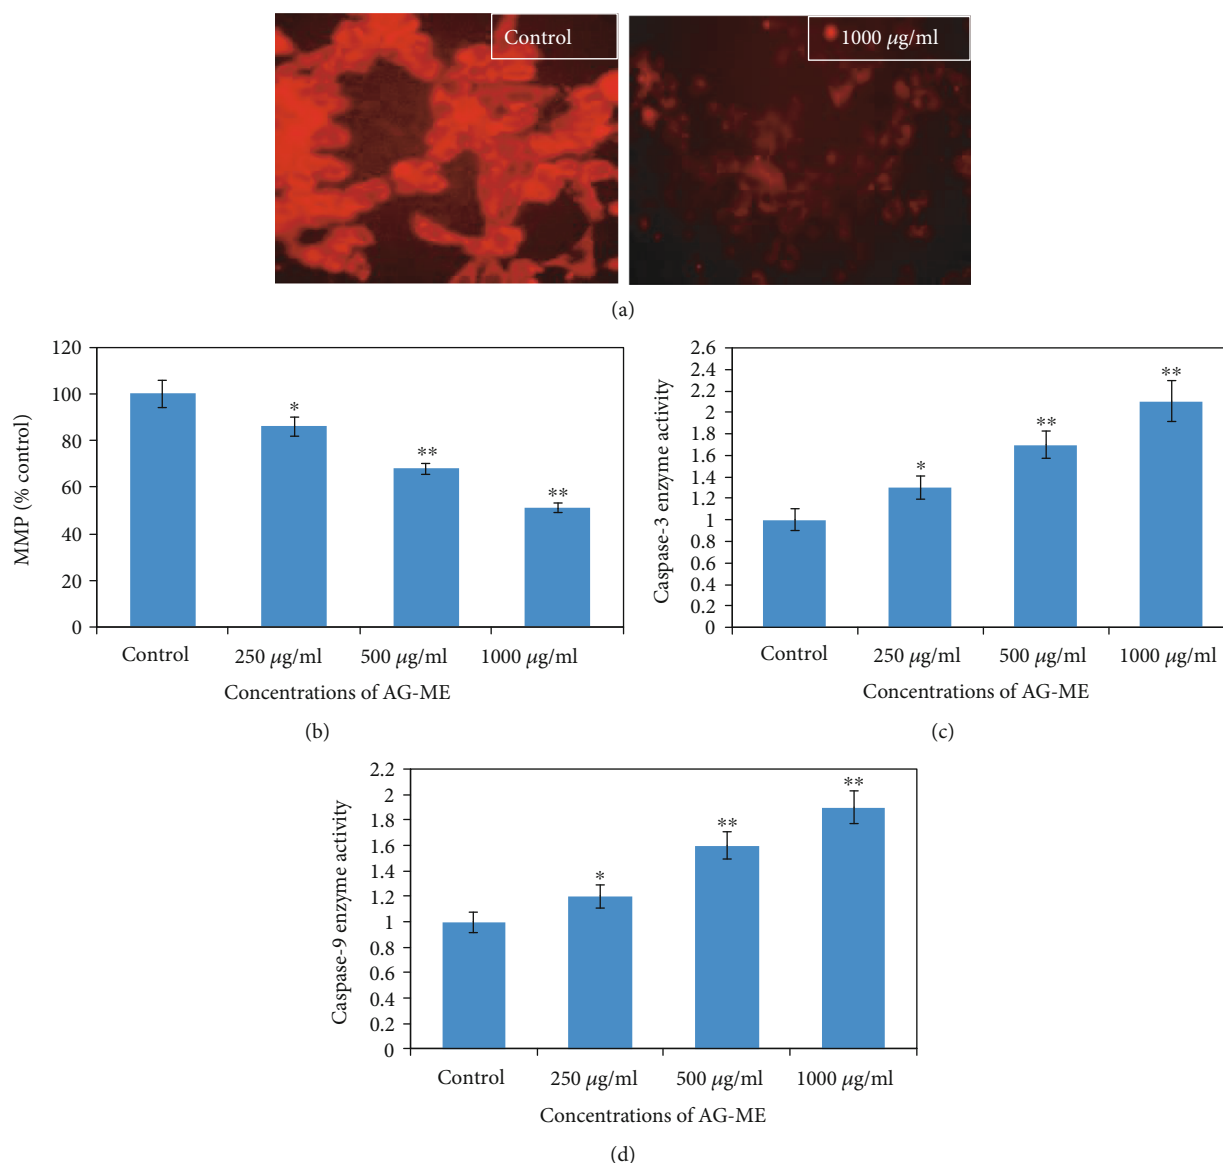 Control
1000 μg/ml
(a)
MMP (% control)
120
100
80
60
40
20
0
*
**
**
Control
250 μg/ml
500 μg/ml
1000 μg/ml
Concentrations of AG-ME
(b)
Caspase-3 enzyme activity
2.6
2.4
2.2
2
1.8
1.6
1.4
1.2
1
0.8
0.6
0.4
0.2
0
*
**
**
Control
250 μg/ml
500 μg/ml
1000 μg/ml
Concentrations of AG-ME
(c)
Caspase-9 enzyme activity
2.2
2
1.8
1.6
1.4
1.2
1
0.8
0.6
0.4
0.2
0
*
**
**
Control
250 μg/ml
500 μg/ml
1000 μg/ml
Concentrations of AG-ME
(d)